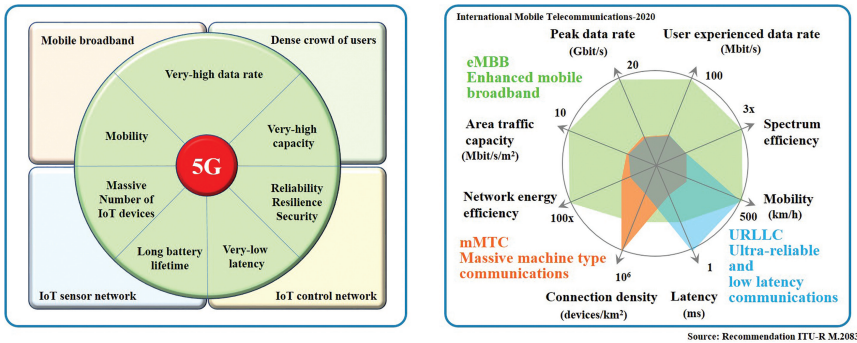 Mobile broadband
Dense crowd of users
Very-high data rate
Mobility
Very-high
capacity
5G
Massive
Number of
IoT devices
Reliability
Resilience
Security
Long battery
lifetime
Very-low
latency
IoT sensor network
IoT control network
International Mobile Telecommunications-2020
Peak data rate
(Gbit/s)
User experienced data rate
(Mbit/s)
eMBB
Enhanced mobile
broadband
20
100
10
3x
Area traffic
capacity
(Mbit/s/m²)
Spectrum
efficiency
Network energy
efficiency
100x
Mobility
(km/h)
500
mMTC
Massive machine type
communications
URLLC
Ultra-reliable
and
low latency
communications
10⁶
1
Connection density
(devices/km²)
Latency
(ms)
Source: Recommendation ITU-R M.2083